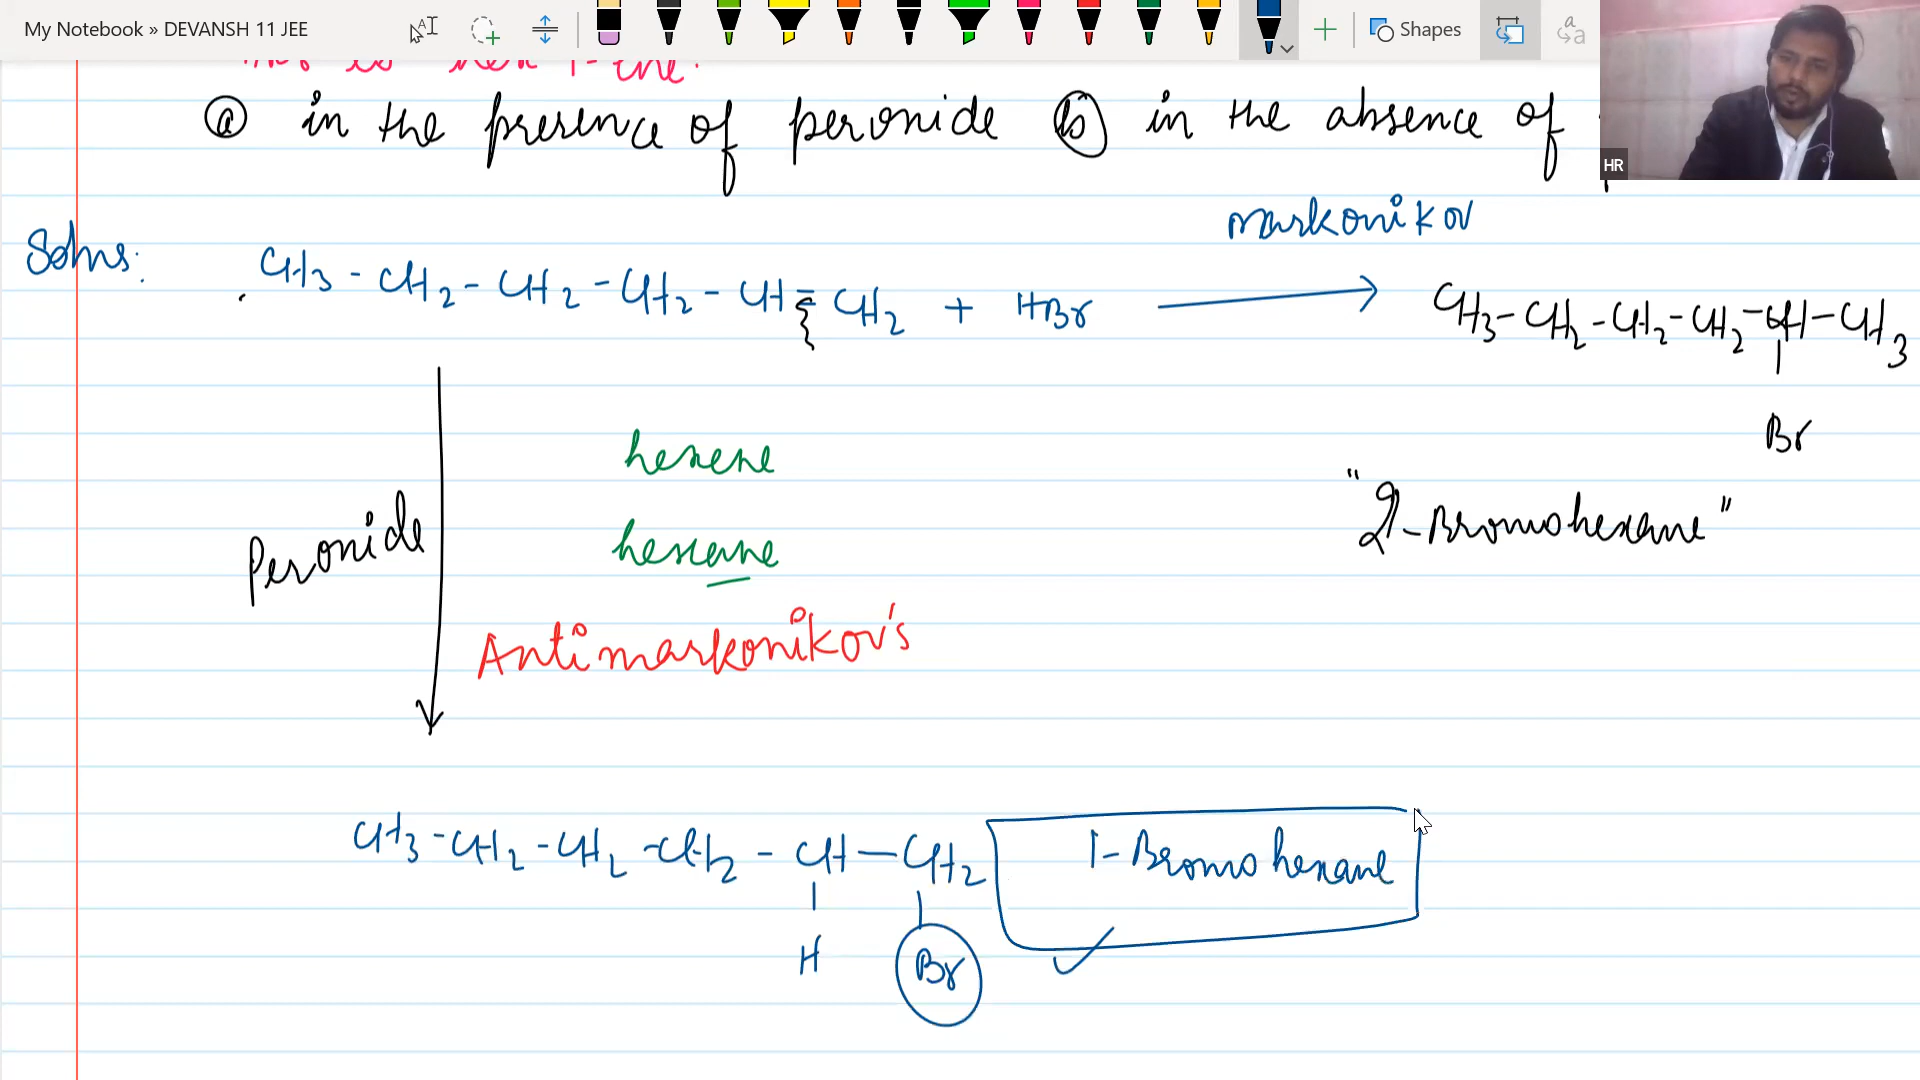 My Notebook » DEVANSH 11 JEE
Shapes
HR
ⓐ in the presence of peroxide ⓑ in the absence of
Solns:
CH3 - CH2 - CH2 - CH2 - CH = CH2 + HBr
markonikov
CH3 - CH2 - CH2 - CH2 - CH - CH3
Br
"2-Bromohexane"
Peroxide
hexene
hexane
Antimarkonikov's
CH3 - CH2 - CH2 - CH2 - CH — CH2
H
Br
1-Bromohexane